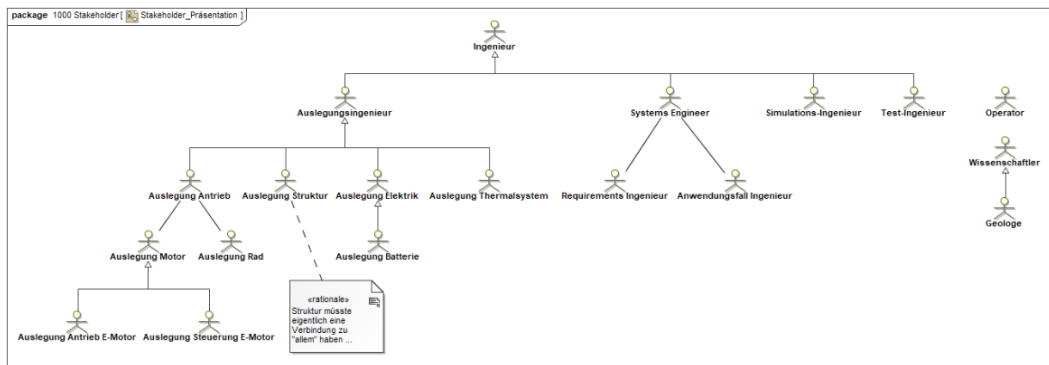 package 1000 Stakeholder [ Stakeholder_Präsentation ]
Ingenieur
Auslegungsingenieur
Systems Engineer
Simulations-Ingenieur
Test-Ingenieur
Operator
Wissenschaftler
Auslegung Antrieb
Auslegung Struktur
Auslegung Elektrik
Auslegung Thermalsystem
Requirements Ingenieur
Anwendungsfall Ingenieur
Geologe
Auslegung Motor
Auslegung Rad
Auslegung Batterie
«rationale»
Struktur müsste
eigentlich eine
Verbindung zu
"allem" haben ...
Auslegung Antrieb E-Motor
Auslegung Steuerung E-Motor